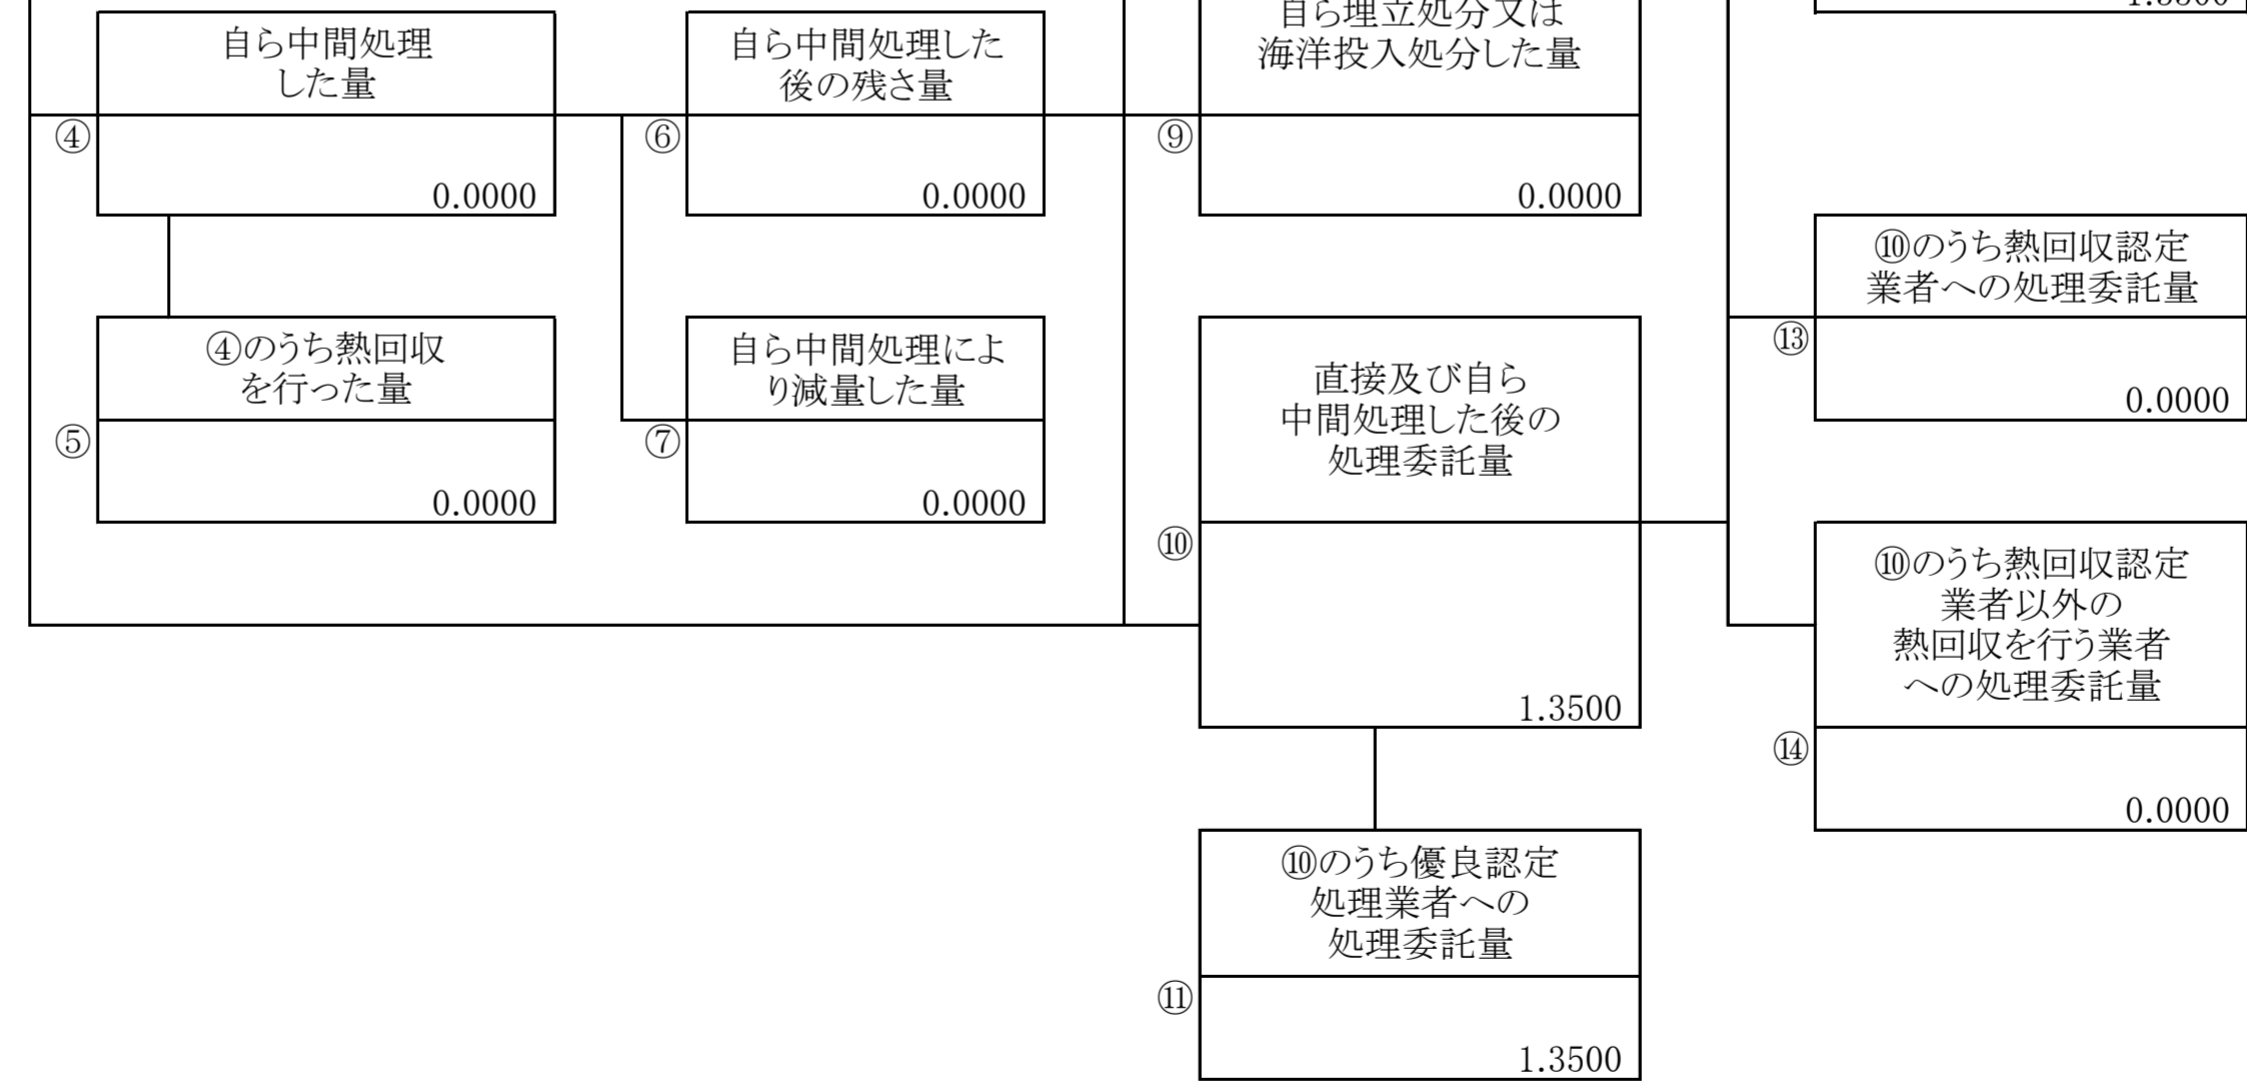 自ら中間処理
した量
④
0.0000
自ら中間処理した
後の残さ量
⑥
0.0000
自ら埋立処分又は
海洋投入処分した量
⑨
0.0000
④のうち熱回収
を行った量
⑤
0.0000
自ら中間処理によ
り減量した量
⑦
0.0000
直接及び自ら
中間処理した後の
処理委託量
⑩
1.3500
⑩のうち熱回収認定
業者への処理委託量
⑬
0.0000
⑩のうち熱回収認定
業者以外の
熱回収を行う業者
への処理委託量
⑭
0.0000
⑩のうち優良認定
処理業者への
処理委託量
⑪
1.3500